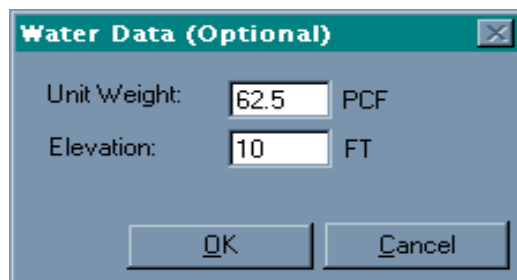 Water Data (Optional)
Unit Weight: 62.5 PCF
Elevation: 10 FT
OK Cancel